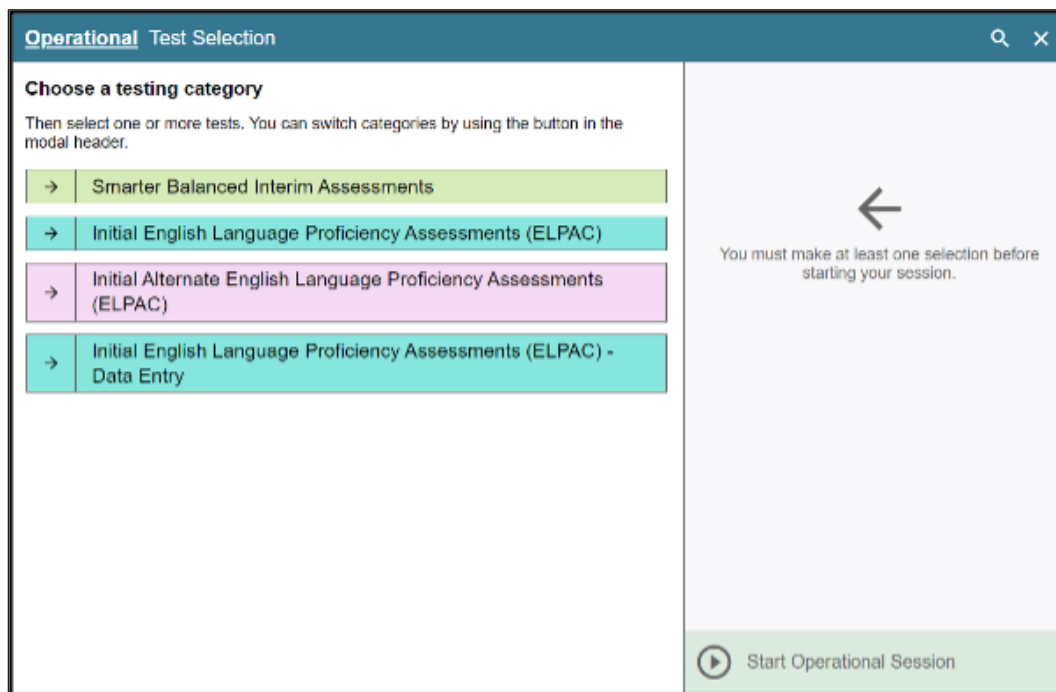 Operational Test Selection
Choose a testing category
Then select one or more tests. You can switch categories by using the button in the
modal header.
Smarter Balanced Interim Assessments
Initial English Language Proficiency Assessments (ELPAC)
Initial Alternate English Language Proficiency Assessments
(ELPAC)
Initial English Language Proficiency Assessments (ELPAC) -
Data Entry
You must make at least one selection before
starting your session.
Start Operational Session